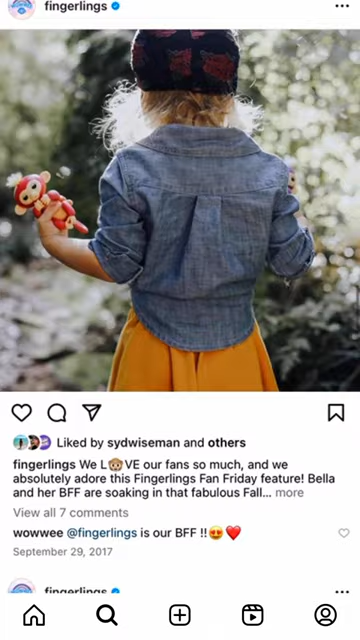 fingerlings
Liked by sydwiseman and others
fingerlings We L🐵VE our fans so much, and we
absolutely adore this Fingerlings Fan Friday feature! Bella
and her BFF are soaking in that fabulous Fall... more
View all 7 comments
wowwee @fingerlings is our BFF !!😍❤️
September 29, 2017
fingerlings